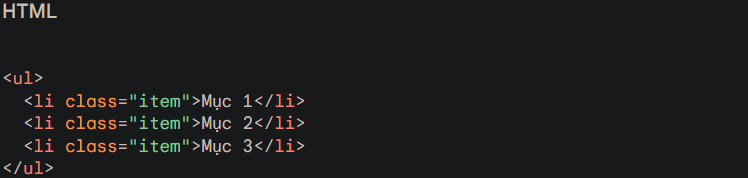 HTML
<ul>
  <li class="item">Mục 1</li>
  <li class="item">Mục 2</li>
  <li class="item">Mục 3</li>
</ul>